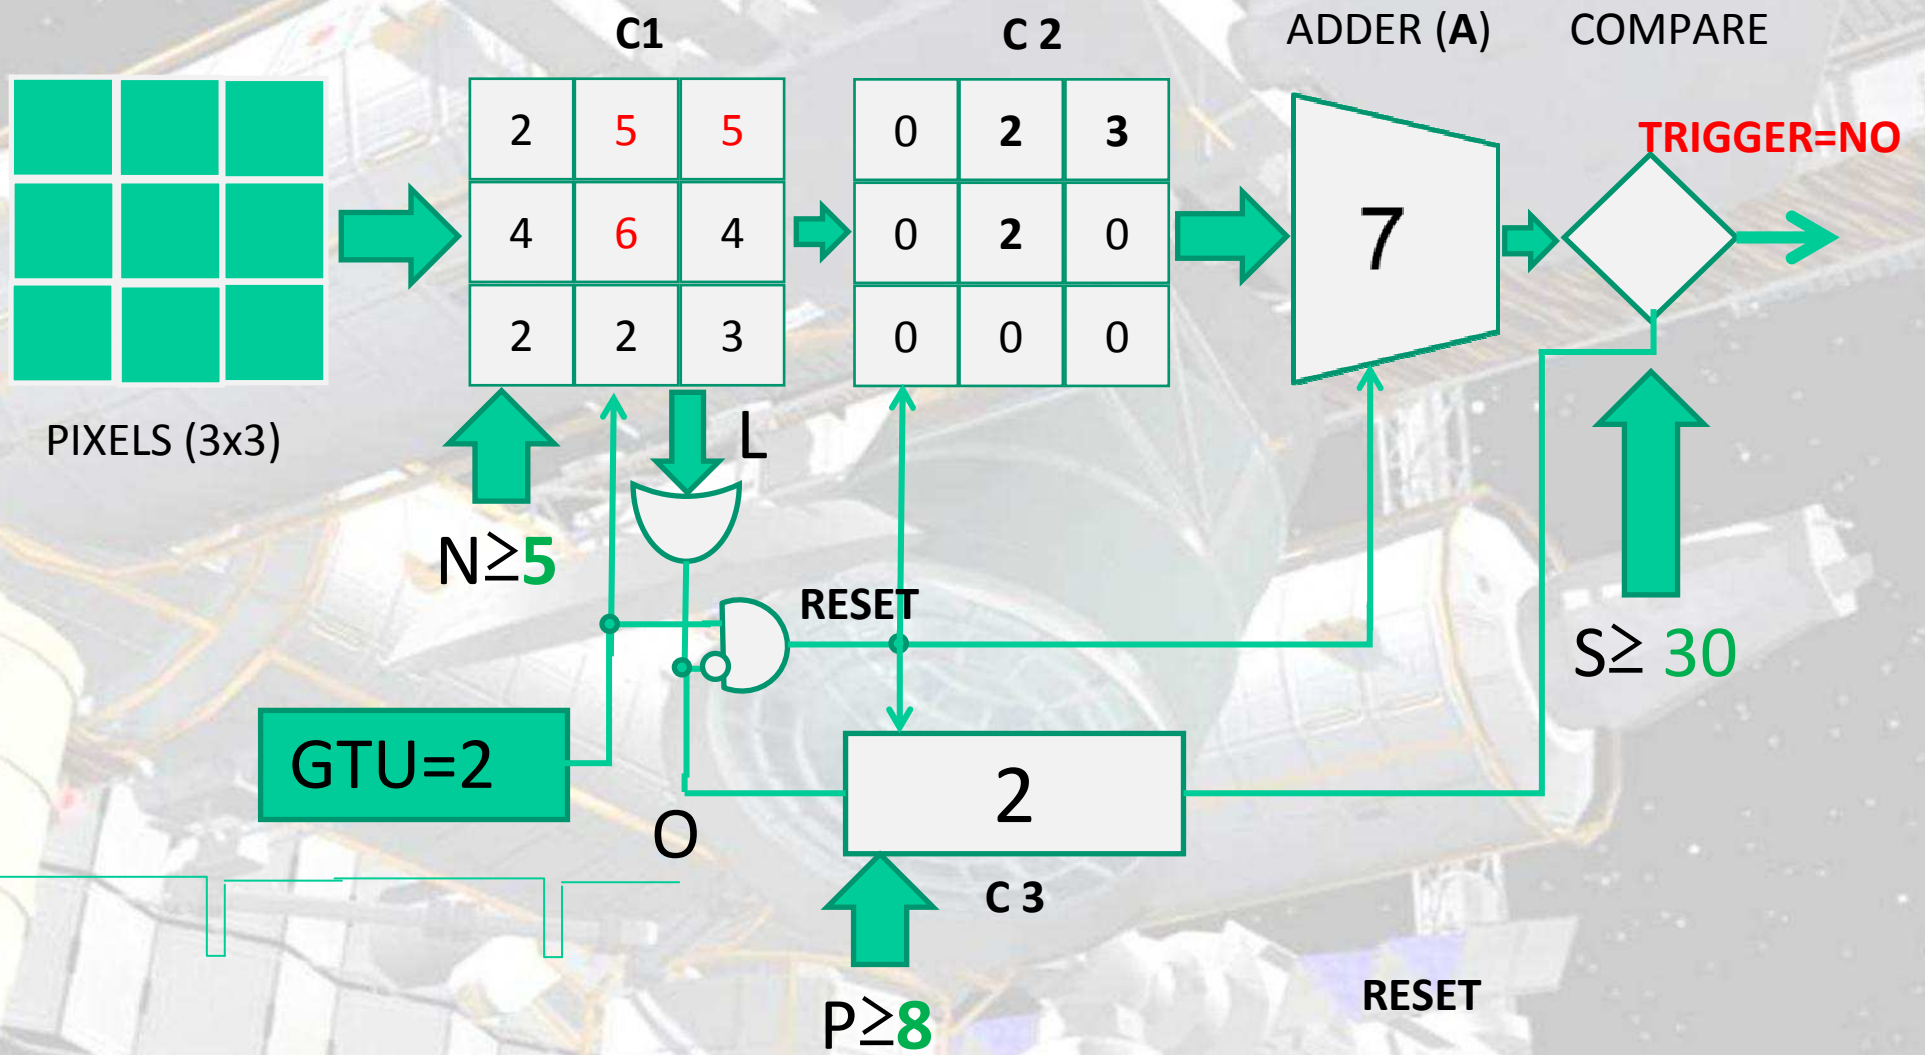 C1
C 2
ADDER (A)
COMPARE
TRIGGER=NO
2 5 5
4 6 4
2 2 3
0 2 3
0 2 0
0 0 0
7
PIXELS (3x3)
L
N≥5
RESET
S≥ 30
GTU=2
2
O
C 3
P≥8
RESET